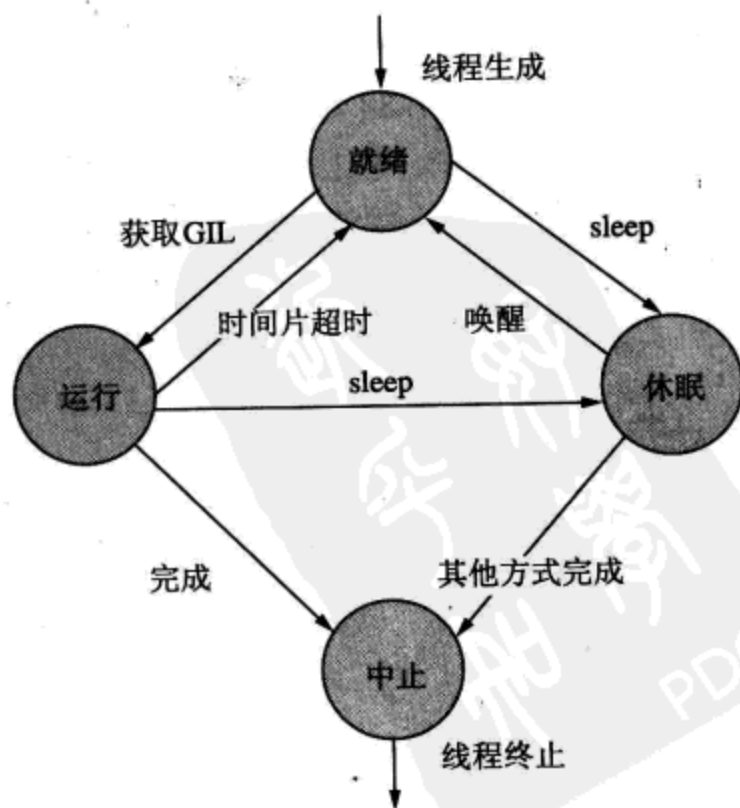 线程生成
就绪
获取GIL
sleep
时间片超时
唤醒
运行
sleep
休眠
完成
其他方式完成
中止
线程终止